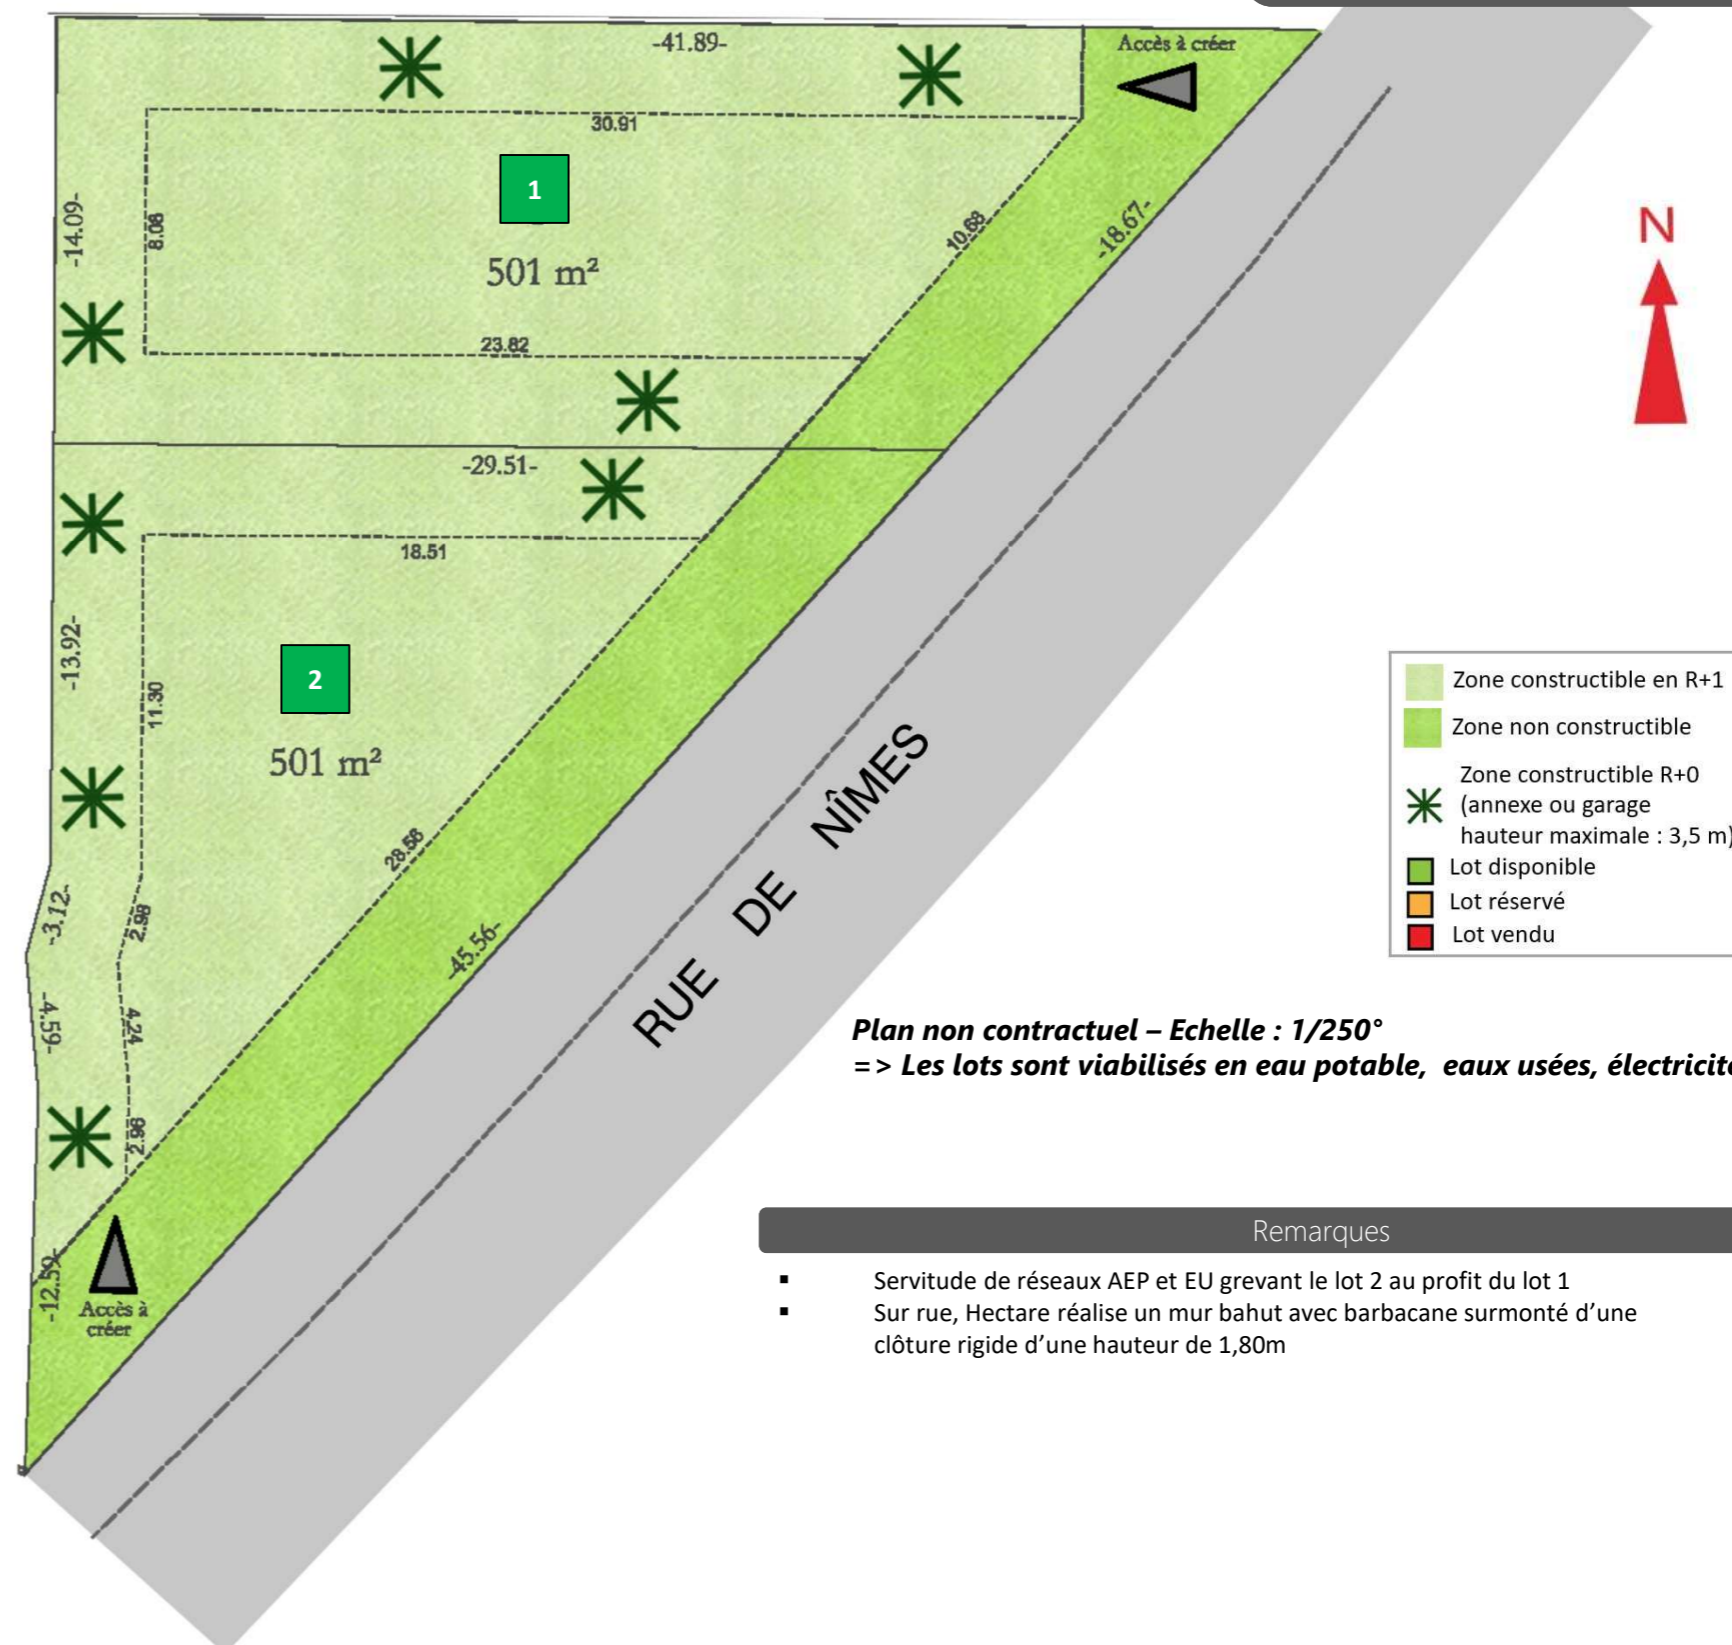 Accès à créer
-41.89-
30.91
1
501 m²
-14.09-
8.08
10.68
-18.67-
23.82
N
-29.51-
18.51
-13.92-
11.30
2
501 m²
28.56
-45.56-
-3.12-
2.98
-4.59-
4.24
2.96
-12.59-
Accès à
créer
RUE DE NÎMES
Zone constructible en R+1
Zone non constructible
Zone constructible R+0
(annexe ou garage
hauteur maximale : 3,5 m)
Lot disponible
Lot réservé
Lot vendu
Plan non contractuel – Echelle : 1/250°
=> Les lots sont viabilisés en eau potable, eaux usées, électricité
Remarques
▪ Servitude de réseaux AEP et EU grevant le lot 2 au profit du lot 1
▪ Sur rue, Hectare réalise un mur bahut avec barbacane surmonté d’une
clôture rigide d’une hauteur de 1,80m